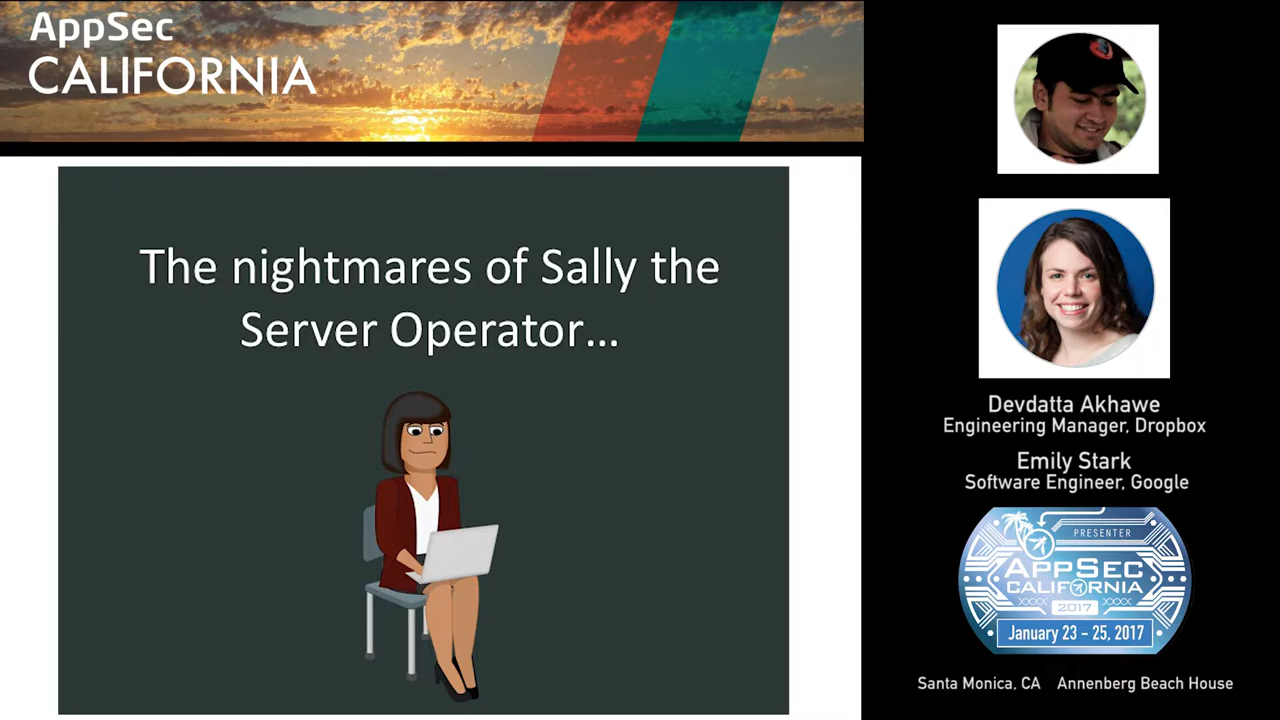 AppSec
CALIFORNIA
The nightmares of Sally the
Server Operator...
Devdatta Akhawe
Engineering Manager, Dropbox
Emily Stark
Software Engineer, Google
PRESENTER
APPSEC
CALIFORNIA
2017
January 23 – 25, 2017
Santa Monica, CA Annenberg Beach House